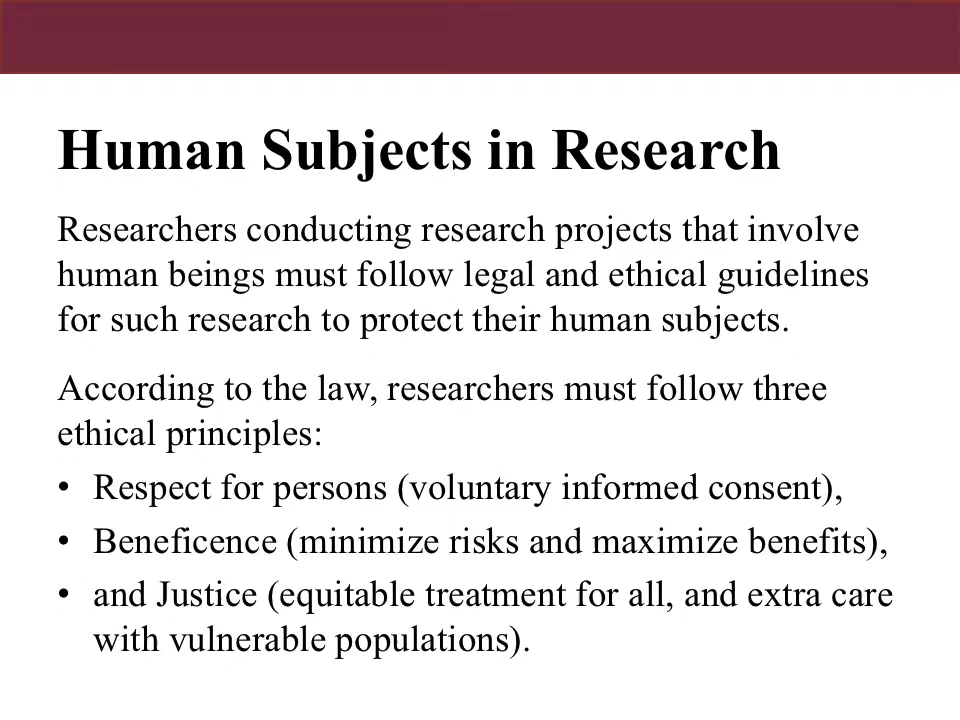 Human Subjects in Research
Researchers conducting research projects that involve
human beings must follow legal and ethical guidelines
for such research to protect their human subjects.
According to the law, researchers must follow three
ethical principles:
• Respect for persons (voluntary informed consent),
• Beneficence (minimize risks and maximize benefits),
• and Justice (equitable treatment for all, and extra care
with vulnerable populations).